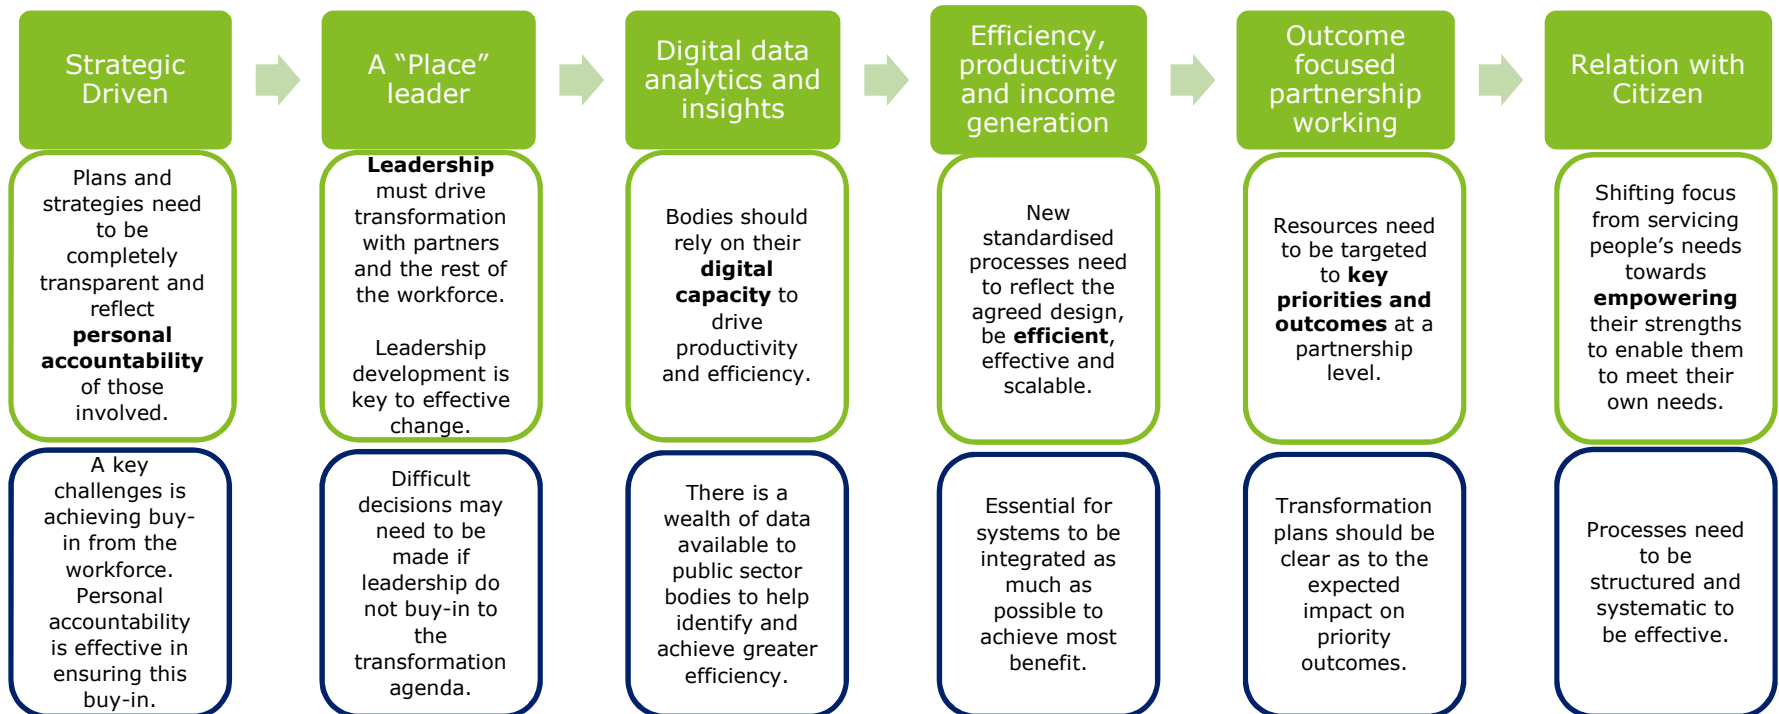 Strategic
Driven
A “Place”
leader
Digital data
analytics and
insights
Efficiency,
productivity
and income
generation
Outcome
focused
partnership
working
Relation with
Citizen
Plans and
strategies need
to be
completely
transparent and
reflect
personal
accountability
of those
involved.
Leadership
must drive
transformation
with partners
and the rest of
the workforce.
Leadership
development is
key to effective
change.
Bodies should
rely on their
digital
capacity to
drive
productivity
and efficiency.
New
standardised
processes need
to reflect the
agreed design,
be efficient,
effective and
scalable.
Resources need
to be targeted
to key
priorities and
outcomes at a
partnership
level.
Shifting focus
from servicing
people’s needs
towards
empowering
their strengths
to enable them
to meet their
own needs.
A key
challenges is
achieving buy-
in from the
workforce.
Personal
accountability
is effective in
ensuring this
buy-in.
Difficult
decisions may
need to be
made if
leadership do
not buy-in to
the
transformation
agenda.
There is a
wealth of data
available to
public sector
bodies to help
identify and
achieve greater
efficiency.
Essential for
systems to be
integrated as
much as
possible to
achieve most
benefit.
Transformation
plans should be
clear as to the
expected
impact on
priority
outcomes.
Processes need
to be
structured and
systematic to
be effective.